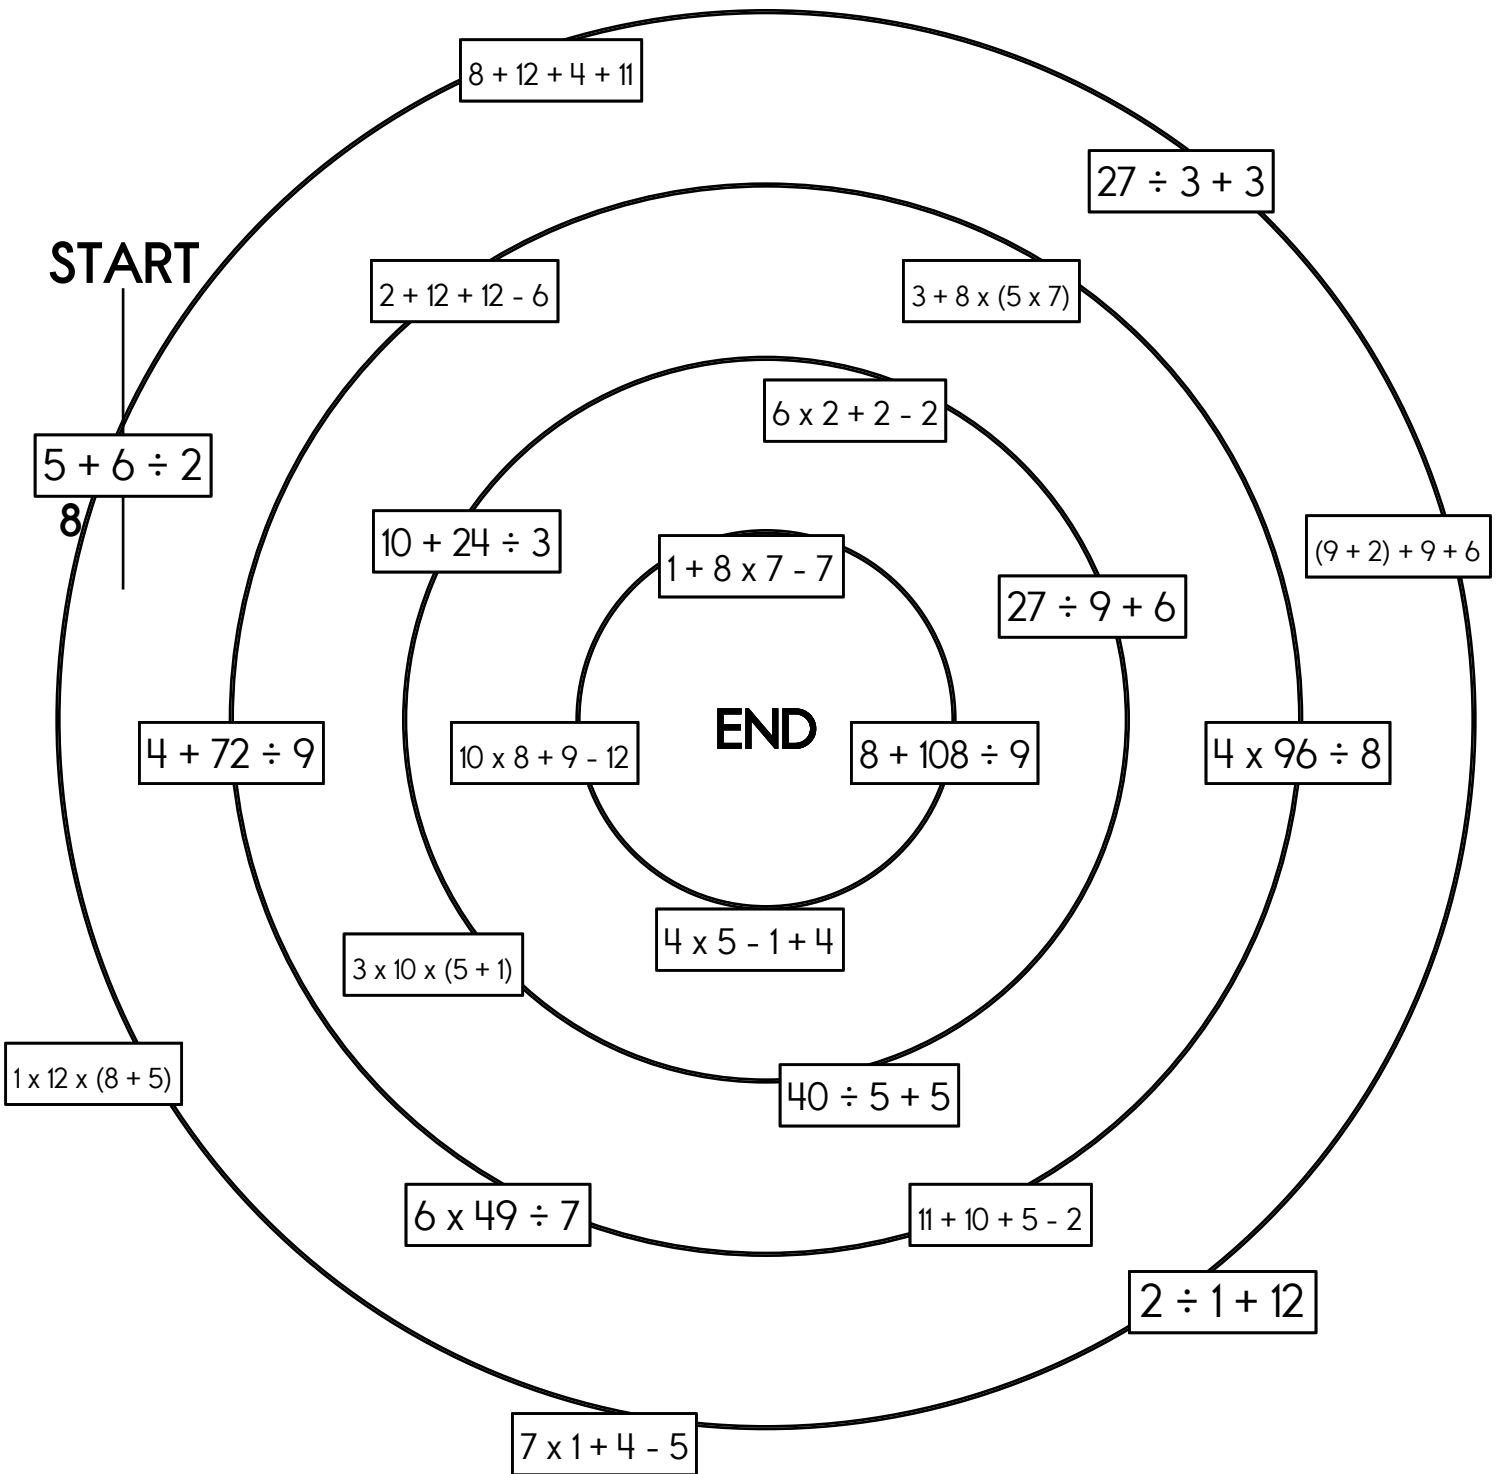 8 + 12 + 4 + 11
27 ÷ 3 + 3
START
2 + 12 + 12 - 6
3 + 8 x (5 x 7)
6 x 2 + 2 - 2
5 + 6 ÷ 2
8
10 + 24 ÷ 3
(9 + 2) + 9 + 6
1 + 8 x 7 - 7
27 ÷ 9 + 6
END
4 + 72 ÷ 9
10 x 8 + 9 - 12
8 + 108 ÷ 9
4 x 96 ÷ 8
4 x 5 - 1 + 4
3 x 10 x (5 + 1)
1 x 12 x (8 + 5)
40 ÷ 5 + 5
6 x 49 ÷ 7
11 + 10 + 5 - 2
2 ÷ 1 + 12
7 x 1 + 4 - 5